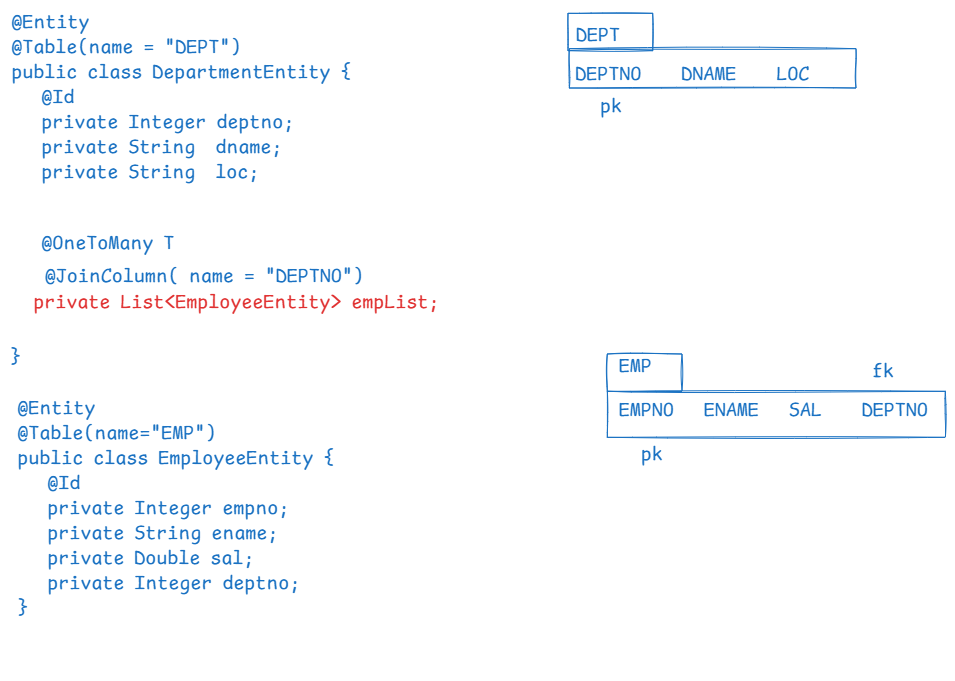 @Entity
@Table(name = "DEPT")
public class DepartmentEntity {
@Id
private Integer deptno;
private String  dname;
private String  loc;
@OneToMany T
@JoinColumn( name = "DEPTNO")
private List<EmployeeEntity> empList;
}
@Entity
@Table(name="EMP")
public class EmployeeEntity {
@Id
private Integer empno;
private String ename;
private Double sal;
private Integer deptno;
}
DEPT
DEPTNO DNAME LOC
pk
EMP
fk
EMPNO ENAME SAL DEPTNO
pk